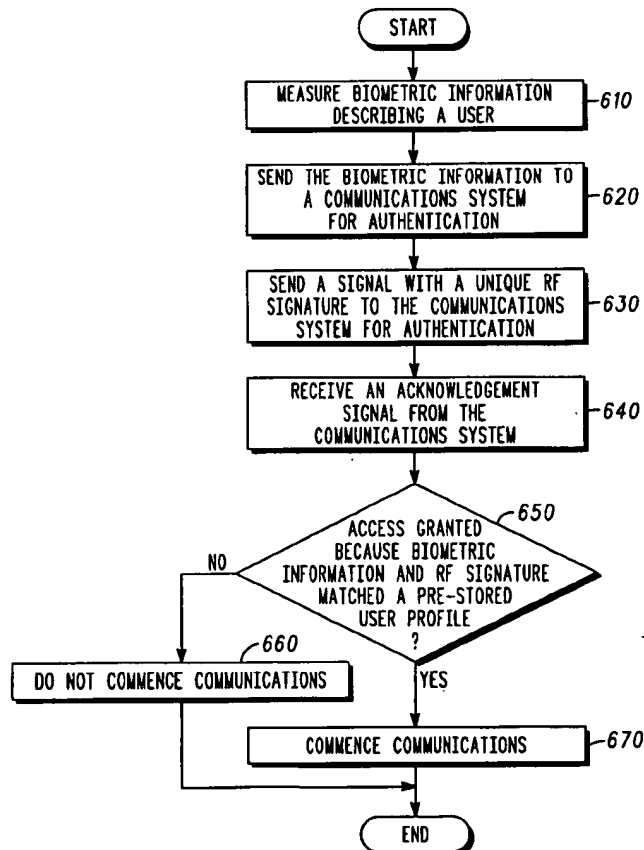 START
MEASURE BIOMETRIC INFORMATION
DESCRIBING A USER
610
SEND THE BIOMETRIC INFORMATION TO
A COMMUNICATIONS SYSTEM
FOR AUTHENTICATION
620
SEND A SIGNAL WITH A UNIQUE RF
SIGNATURE TO THE COMMUNICATIONS
SYSTEM FOR AUTHENTICATION
630
RECEIVE AN ACKNOWLEDGEMENT
SIGNAL FROM THE
COMMUNICATIONS SYSTEM
640
650
ACCESS GRANTED
BECAUSE BIOMETRIC
INFORMATION AND RF SIGNATURE
MATCHED A PRE-STORED
USER PROFILE
?
NO
660
DO NOT COMMENCE COMMUNICATIONS
YES
COMMENCE COMMUNICATIONS
670
END